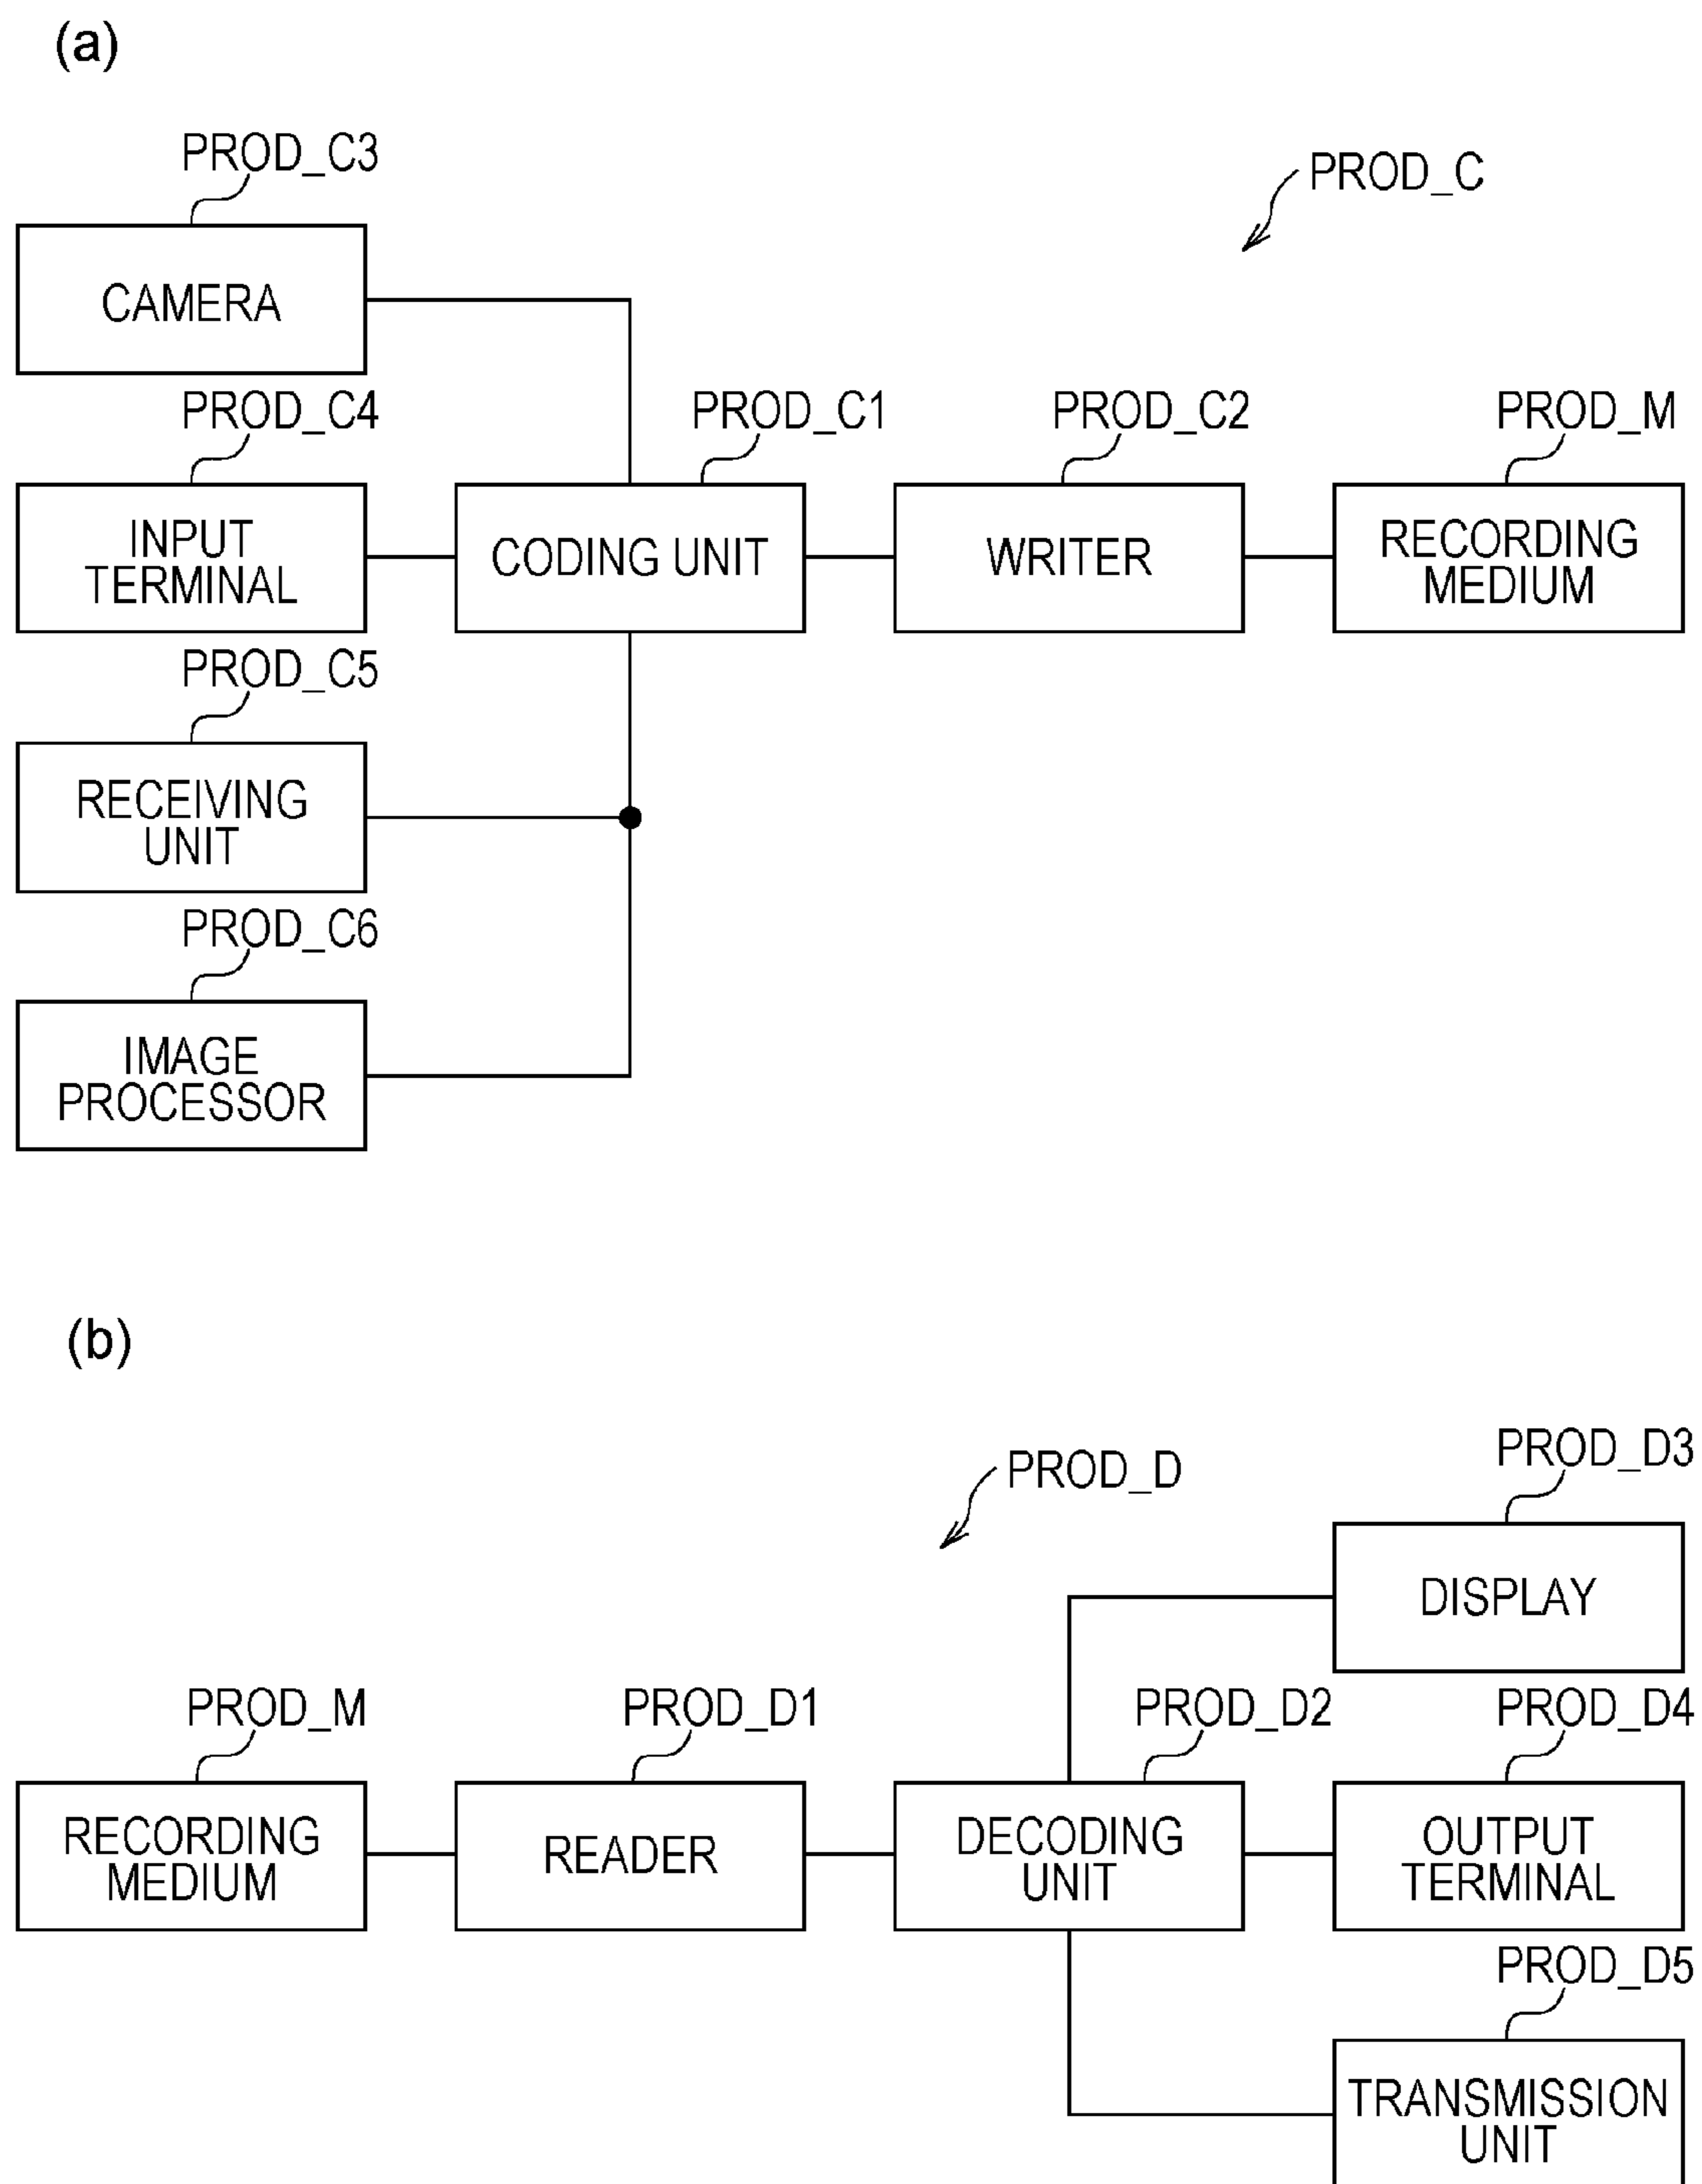 (a)
PROD_C3
PROD_C
CAMERA
PROD_C4
PROD_C1
PROD_C2
PROD_M
INPUT
TERMINAL
CODING UNIT
WRITER
RECORDING
MEDIUM
PROD_C5
RECEIVING
UNIT
PROD_C6
IMAGE
PROCESSOR
(b)
PROD_D3
PROD_D
DISPLAY
PROD_M
PROD_D1
PROD_D2
PROD_D4
RECORDING
MEDIUM
READER
DECODING
UNIT
OUTPUT
TERMINAL
PROD_D5
TRANSMISSION
UNIT